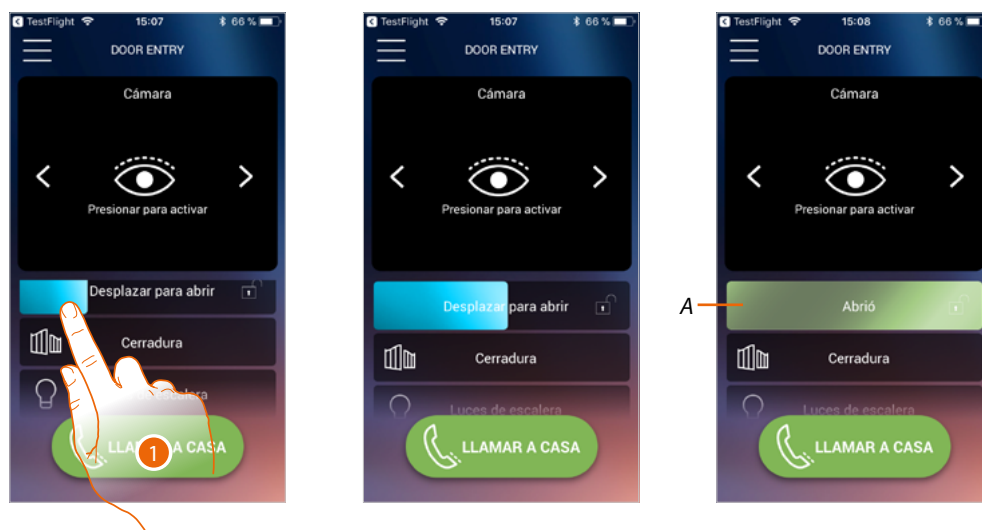 TestFlight 15:07 66 %
DOOR ENTRY
Cámara
Presionar para activar
Desplazar para abrir
Cerradura
escalera
LLAMAR A CASA
1
TestFlight 15:07 66 %
DOOR ENTRY
Cámara
Presionar para activar
Desplazar para abrir
Cerradura
Luces de escalera
LLAMAR A CASA
TestFlight 15:08 66 %
DOOR ENTRY
Cámara
Presionar para activar
A
Abrió
Cerradura
Luces de escalera
LLAMAR A CASA